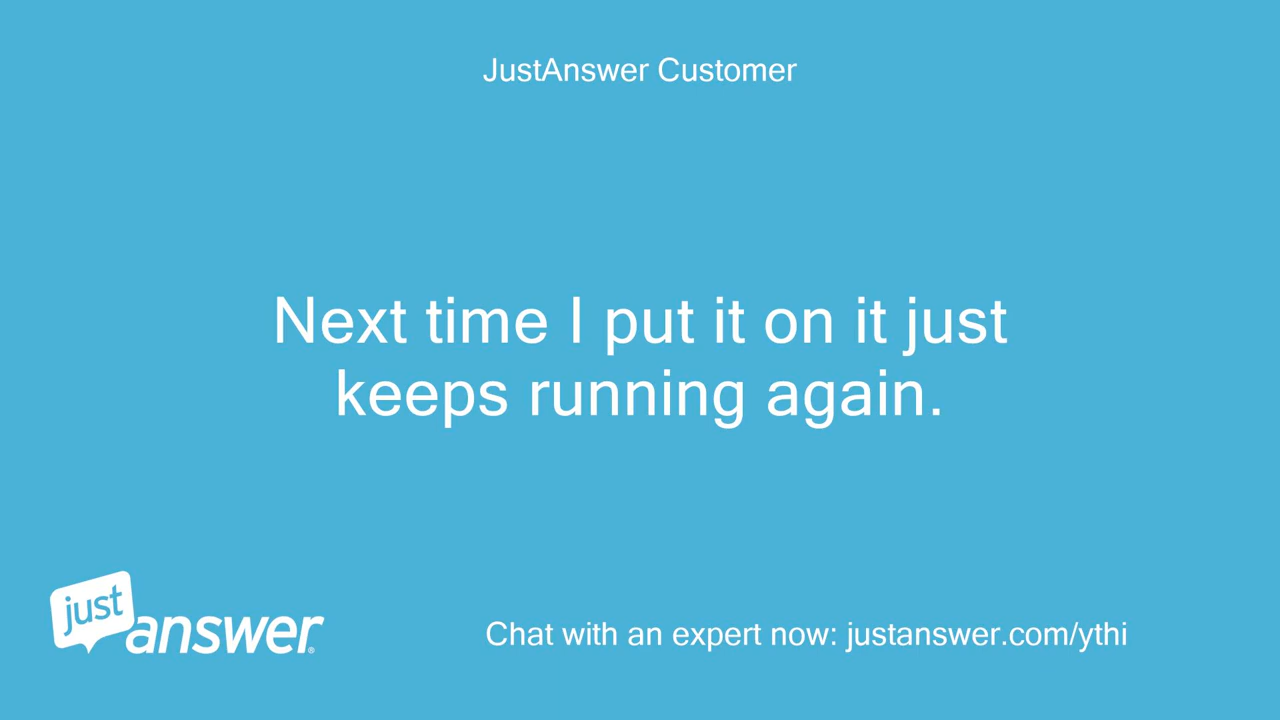 JustAnswer Customer
Next time I put it on it just
keeps running again.
just
answer®
Chat with an expert now: justanswer.com/ythi